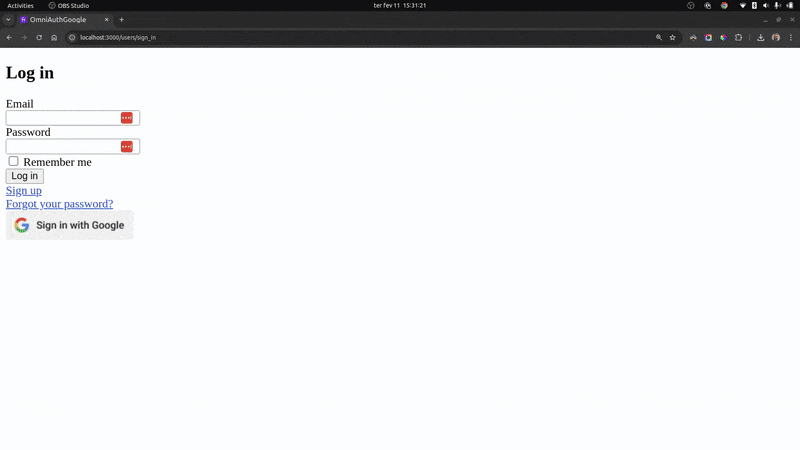 Activities OBS Studio ter fev 11 15:31:21
OmniAuthGoogle
localhost:3000/users/sign_in
Log in
Email
Password
Remember me
Log in
Sign up
Forgot your password?
Sign in with Google